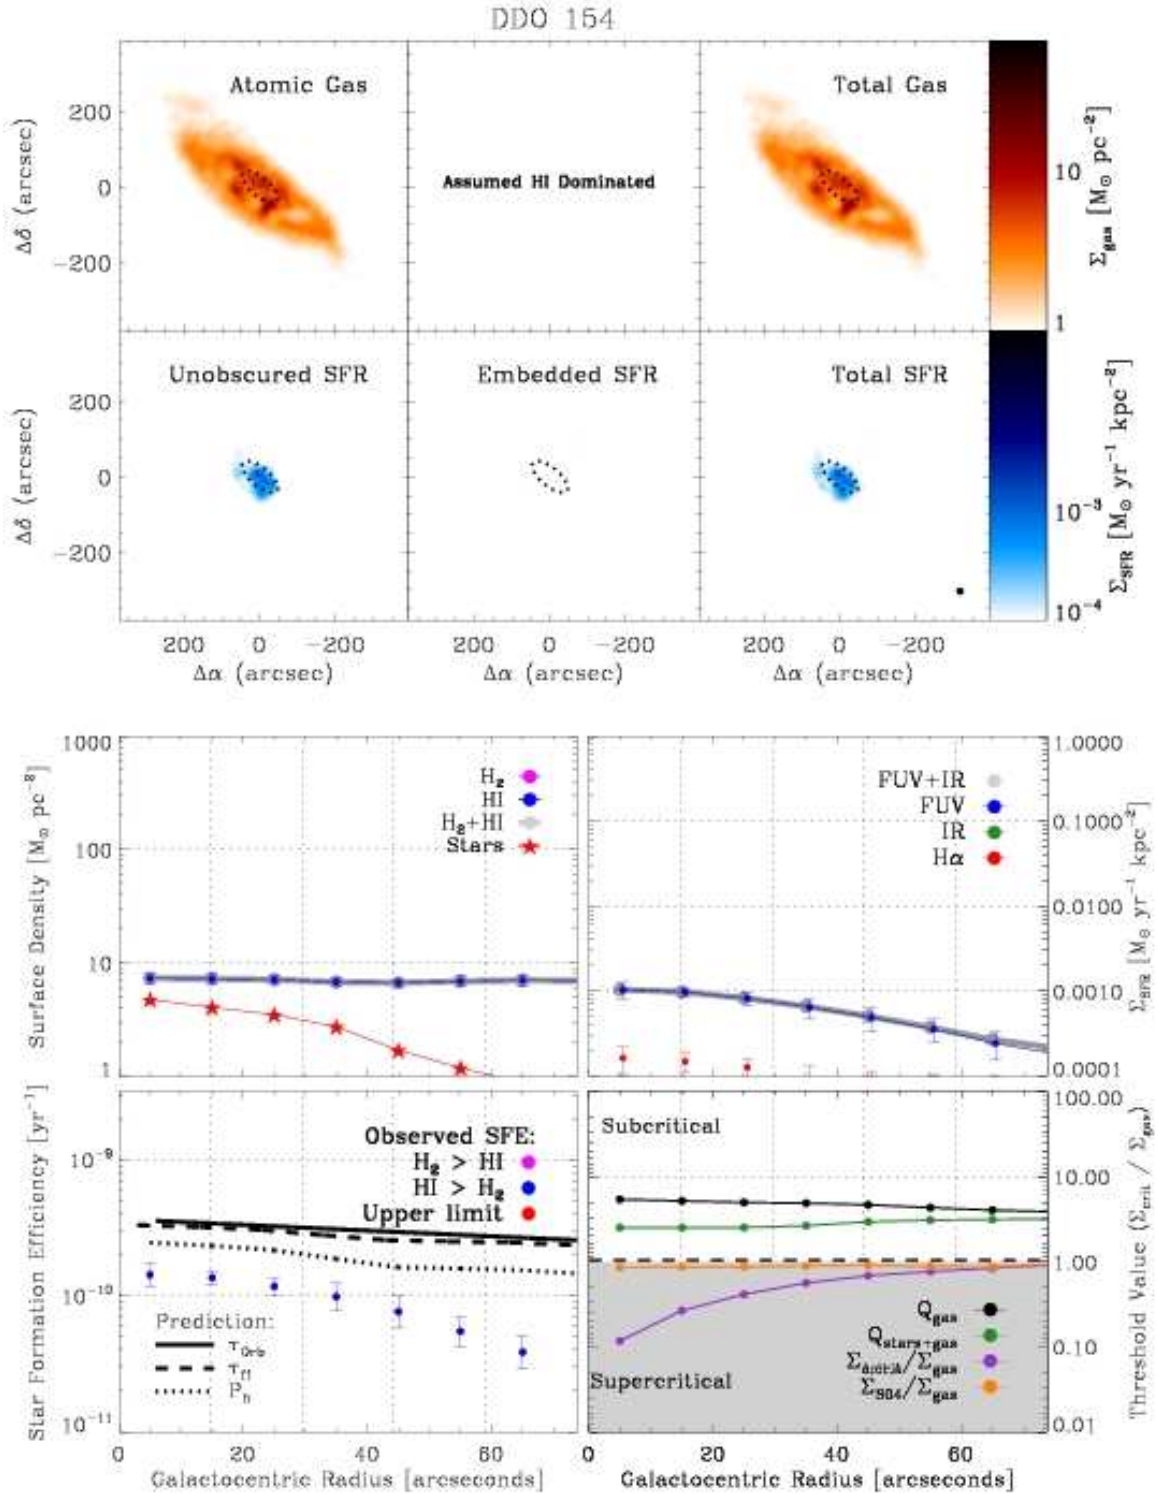 DDO 154
Atomic Gas
Total Gas
Assumed HI Dominated
Δδ (arcsec)
200
0
-200
10
1
Σgas [M⊙ pc⁻²]
Unobscured SFR
Embedded SFR
Total SFR
Δδ (arcsec)
200
0
-200
10⁻³
10⁻⁴
ΣSFR [M⊙ yr⁻¹ kpc⁻²]
200 0 -200
200 0 -200
200 0 -200
Δα (arcsec)
Δα (arcsec)
Δα (arcsec)
Surface Density [M⊙ pc⁻²]
1000
100
10
1
H₂
HI
H₂+HI
Stars
FUV+IR
FUV
IR
Hα
1.0000
0.1000
0.0100
0.0010
0.0001
ΣSFR [M⊙ yr⁻¹ kpc⁻²]
Star Formation Efficiency [yr⁻¹]
10⁻⁹
10⁻¹⁰
10⁻¹¹
Observed SFE:
H₂ > HI
HI > H₂
Upper limit
Prediction:
τOrb
τff
Ph
0 20 40 60
Galactocentric Radius [arcseconds]
Subcritical
Supercritical
Qgas
Qstars+gas
Σcrit,A/Σgas
ΣS04/Σgas
100.00
10.00
1.00
0.10
0.01
Threshold Value (Σcrit / Σgas)
0 20 40 60
Galactocentric Radius [arcseconds]